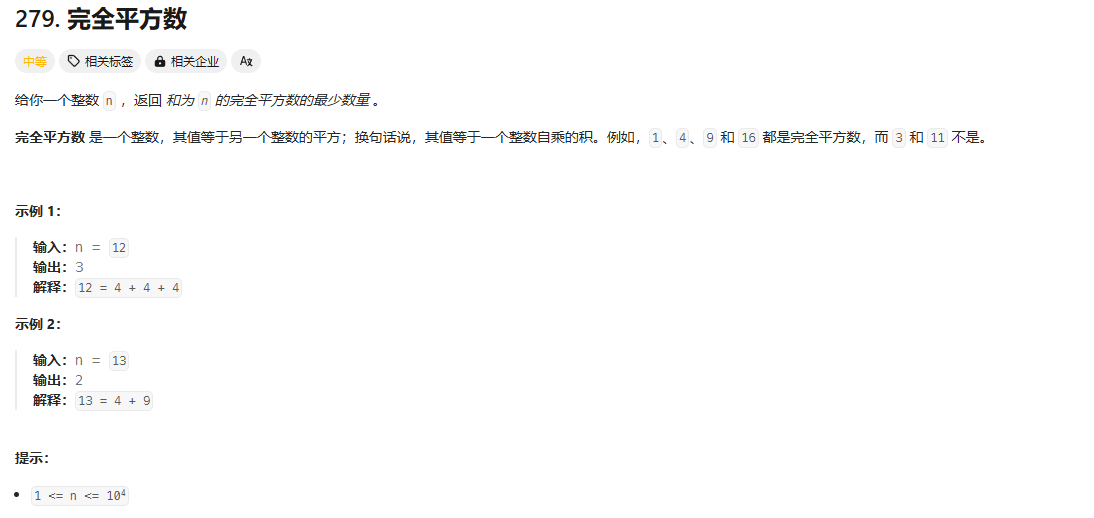 279. 完全平方数
中等 相关标签 相关企业 Aax
给你一个整数 n ，返回 和为 n 的完全平方数的最少数量 。
完全平方数 是一个整数，其值等于另一个整数的平方；换句话说，其值等于一个整数自乘的积。例如，1、4、9 和 16 都是完全平方数，而 3 和 11 不是。
示例 1：
输入：n = 12
输出：3
解释：12 = 4 + 4 + 4
示例 2：
输入：n = 13
输出：2
解释：13 = 4 + 9
提示：
• 1 <= n <= 10⁴